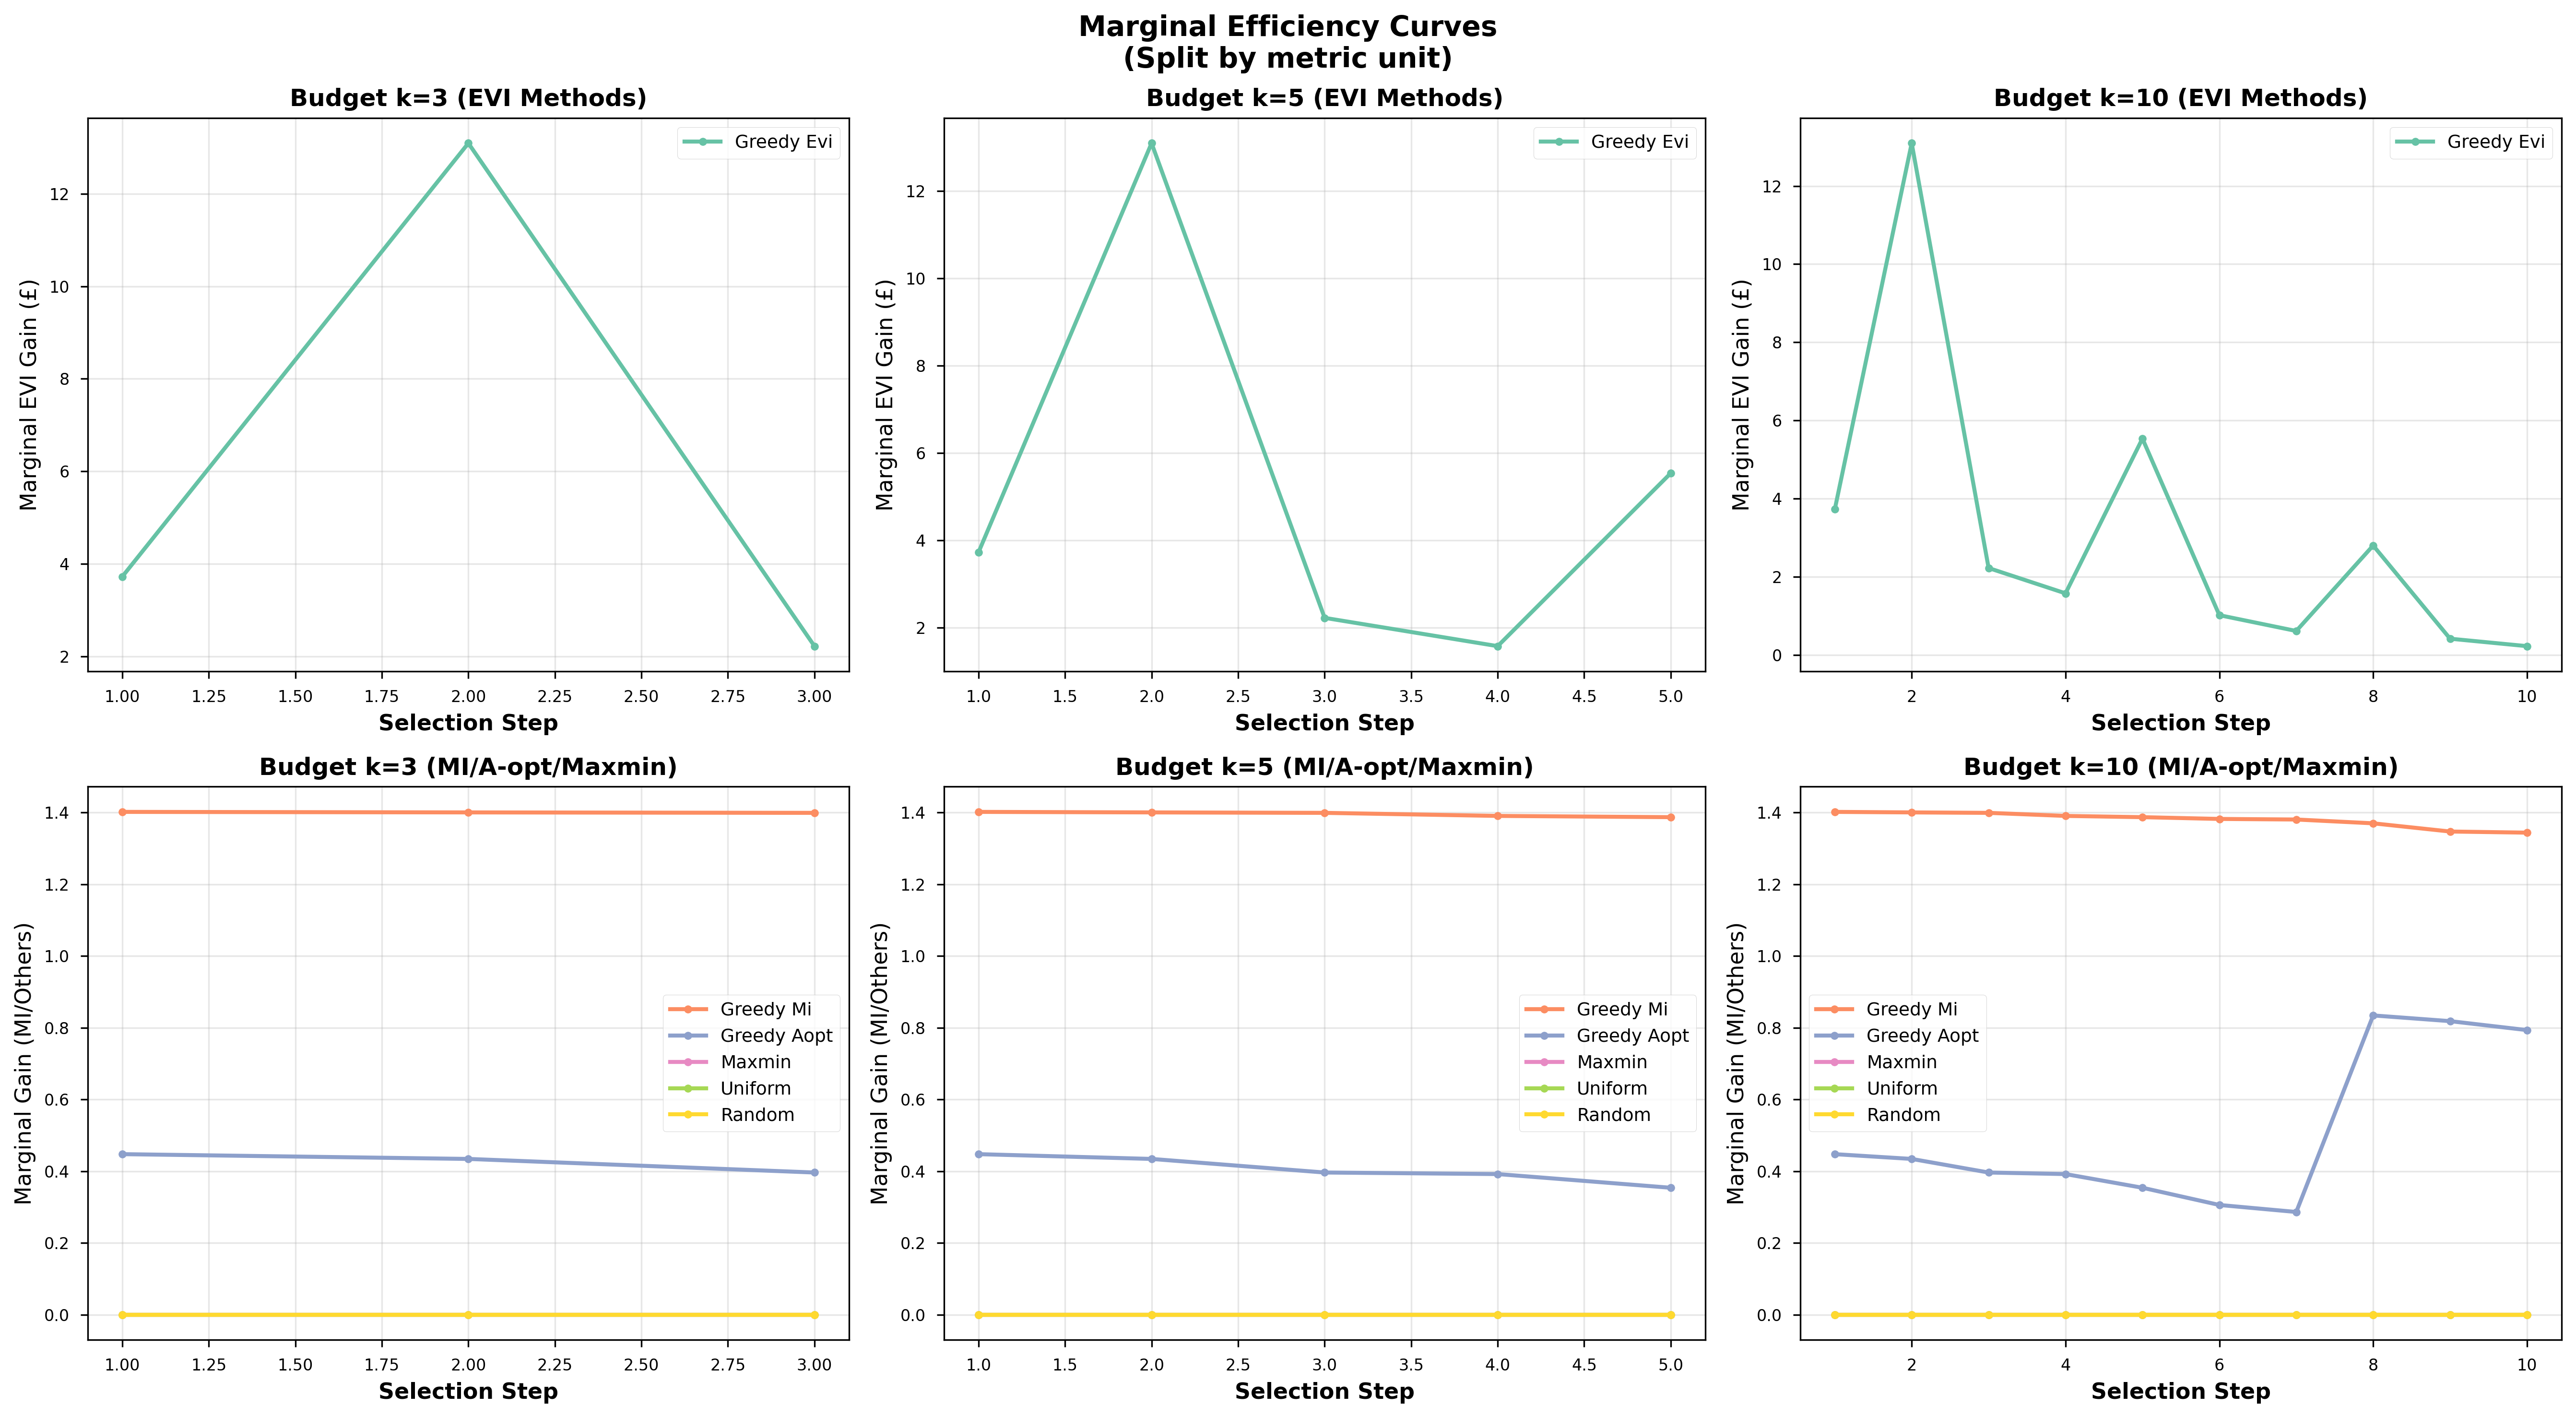 Marginal Efficiency Curves
(Split by metric unit)
Budget k=3 (EVI Methods)
Marginal EVI Gain (£)
12
10
8
6
4
2
Greedy Evi
1.00 1.25 1.50 1.75 2.00 2.25 2.50 2.75 3.00
Selection Step
Budget k=5 (EVI Methods)
Marginal EVI Gain (£)
12
10
8
6
4
2
Greedy Evi
1.0 1.5 2.0 2.5 3.0 3.5 4.0 4.5 5.0
Selection Step
Budget k=10 (EVI Methods)
Marginal EVI Gain (£)
12
10
8
6
4
2
0
Greedy Evi
2 4 6 8 10
Selection Step
Budget k=3 (MI/A-opt/Maxmin)
Marginal Gain (MI/Others)
1.4
1.2
1.0
0.8
0.6
0.4
0.2
0.0
Greedy Mi
Greedy Aopt
Maxmin
Uniform
Random
1.00 1.25 1.50 1.75 2.00 2.25 2.50 2.75 3.00
Selection Step
Budget k=5 (MI/A-opt/Maxmin)
Marginal Gain (MI/Others)
1.4
1.2
1.0
0.8
0.6
0.4
0.2
0.0
Greedy Mi
Greedy Aopt
Maxmin
Uniform
Random
1.0 1.5 2.0 2.5 3.0 3.5 4.0 4.5 5.0
Selection Step
Budget k=10 (MI/A-opt/Maxmin)
Marginal Gain (MI/Others)
1.4
1.2
1.0
0.8
0.6
0.4
0.2
0.0
Greedy Mi
Greedy Aopt
Maxmin
Uniform
Random
2 4 6 8 10
Selection Step